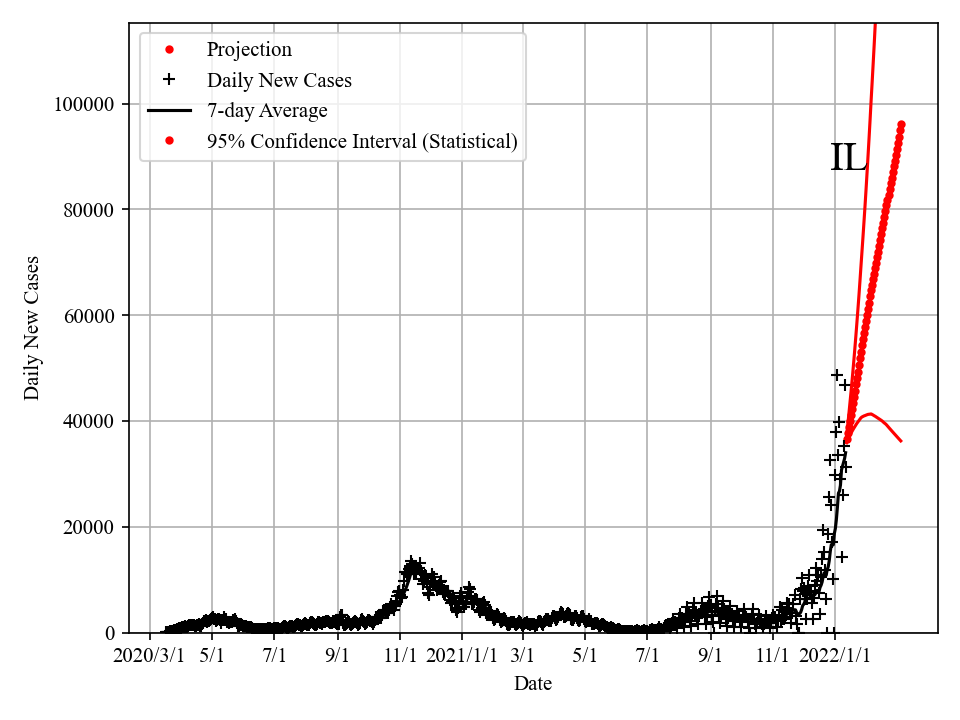 Projection
Daily New Cases
7-day Average
95% Confidence Interval (Statistical)
IL
100000
80000
60000
40000
20000
0
Daily New Cases
2020/3/1 5/1 7/1 9/1 11/1 2021/1/1 3/1 5/1 7/1 9/1 11/1 2022/1/1
Date